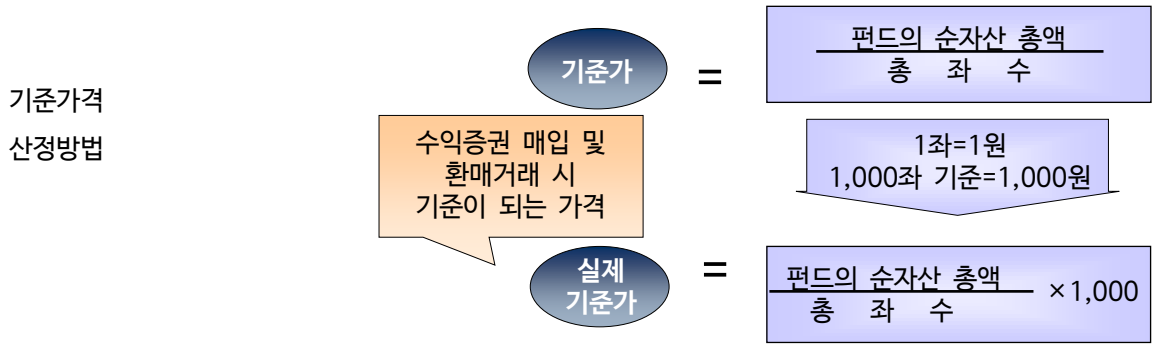 기준가격
산정방법
기준가
=
펀드의 순자산 총액
총 좌 수
수익증권 매입 및
환매거래 시
기준이 되는 가격
1좌=1원
1,000좌 기준=1,000원
실제
기준가
=
펀드의 순자산 총액
총 좌 수
×1,000